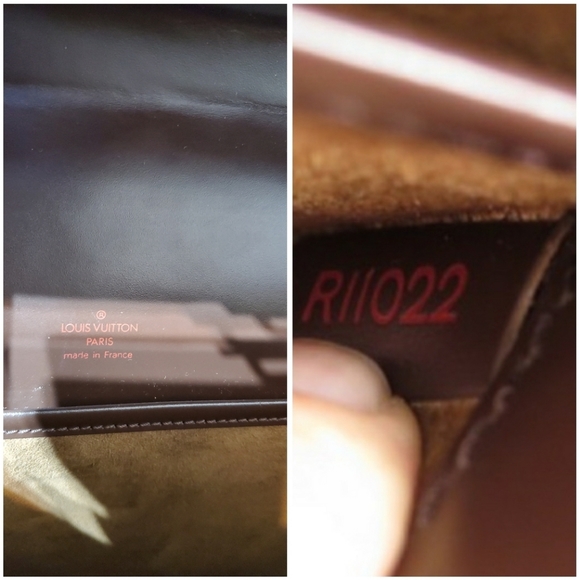 ®
LOUIS VUITTON
PARIS
made in France
RI1022